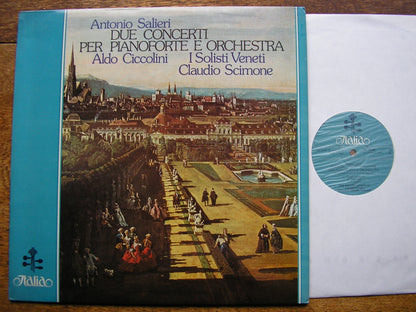 Antonio Salieri
DUE CONCERTI
PER PIANOFORTE E ORCHESTRA
Aldo Ciccolini I Solisti Veneti
Claudio Scimone
Italia
Italia